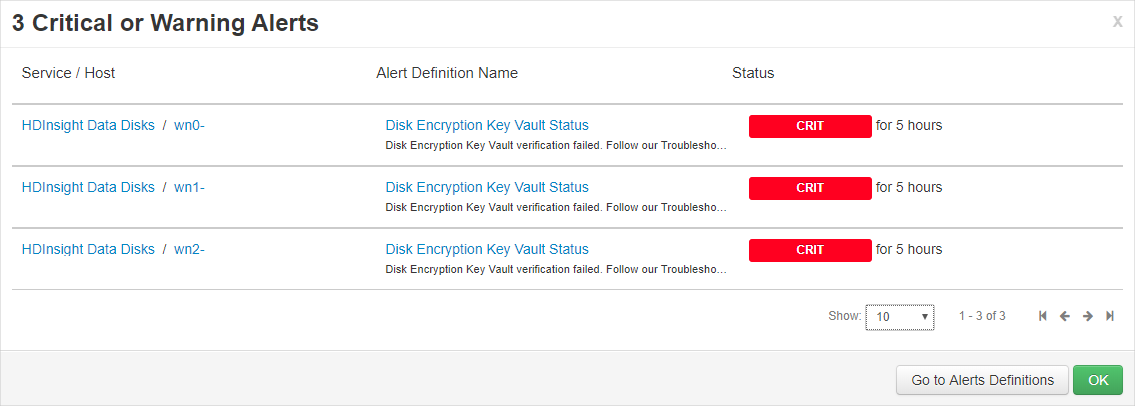 3 Critical or Warning Alerts x
Service / Host Alert Definition Name Status
HDInsight Data Disks / wn0- Disk Encryption Key Vault Status CRIT for 5 hours
Disk Encryption Key Vault verification failed. Follow our Troublesho...
HDInsight Data Disks / wn1- Disk Encryption Key Vault Status CRIT for 5 hours
Disk Encryption Key Vault verification failed. Follow our Troublesho...
HDInsight Data Disks / wn2- Disk Encryption Key Vault Status CRIT for 5 hours
Disk Encryption Key Vault verification failed. Follow our Troublesho...
Show: 10 1 - 3 of 3
Go to Alerts Definitions OK